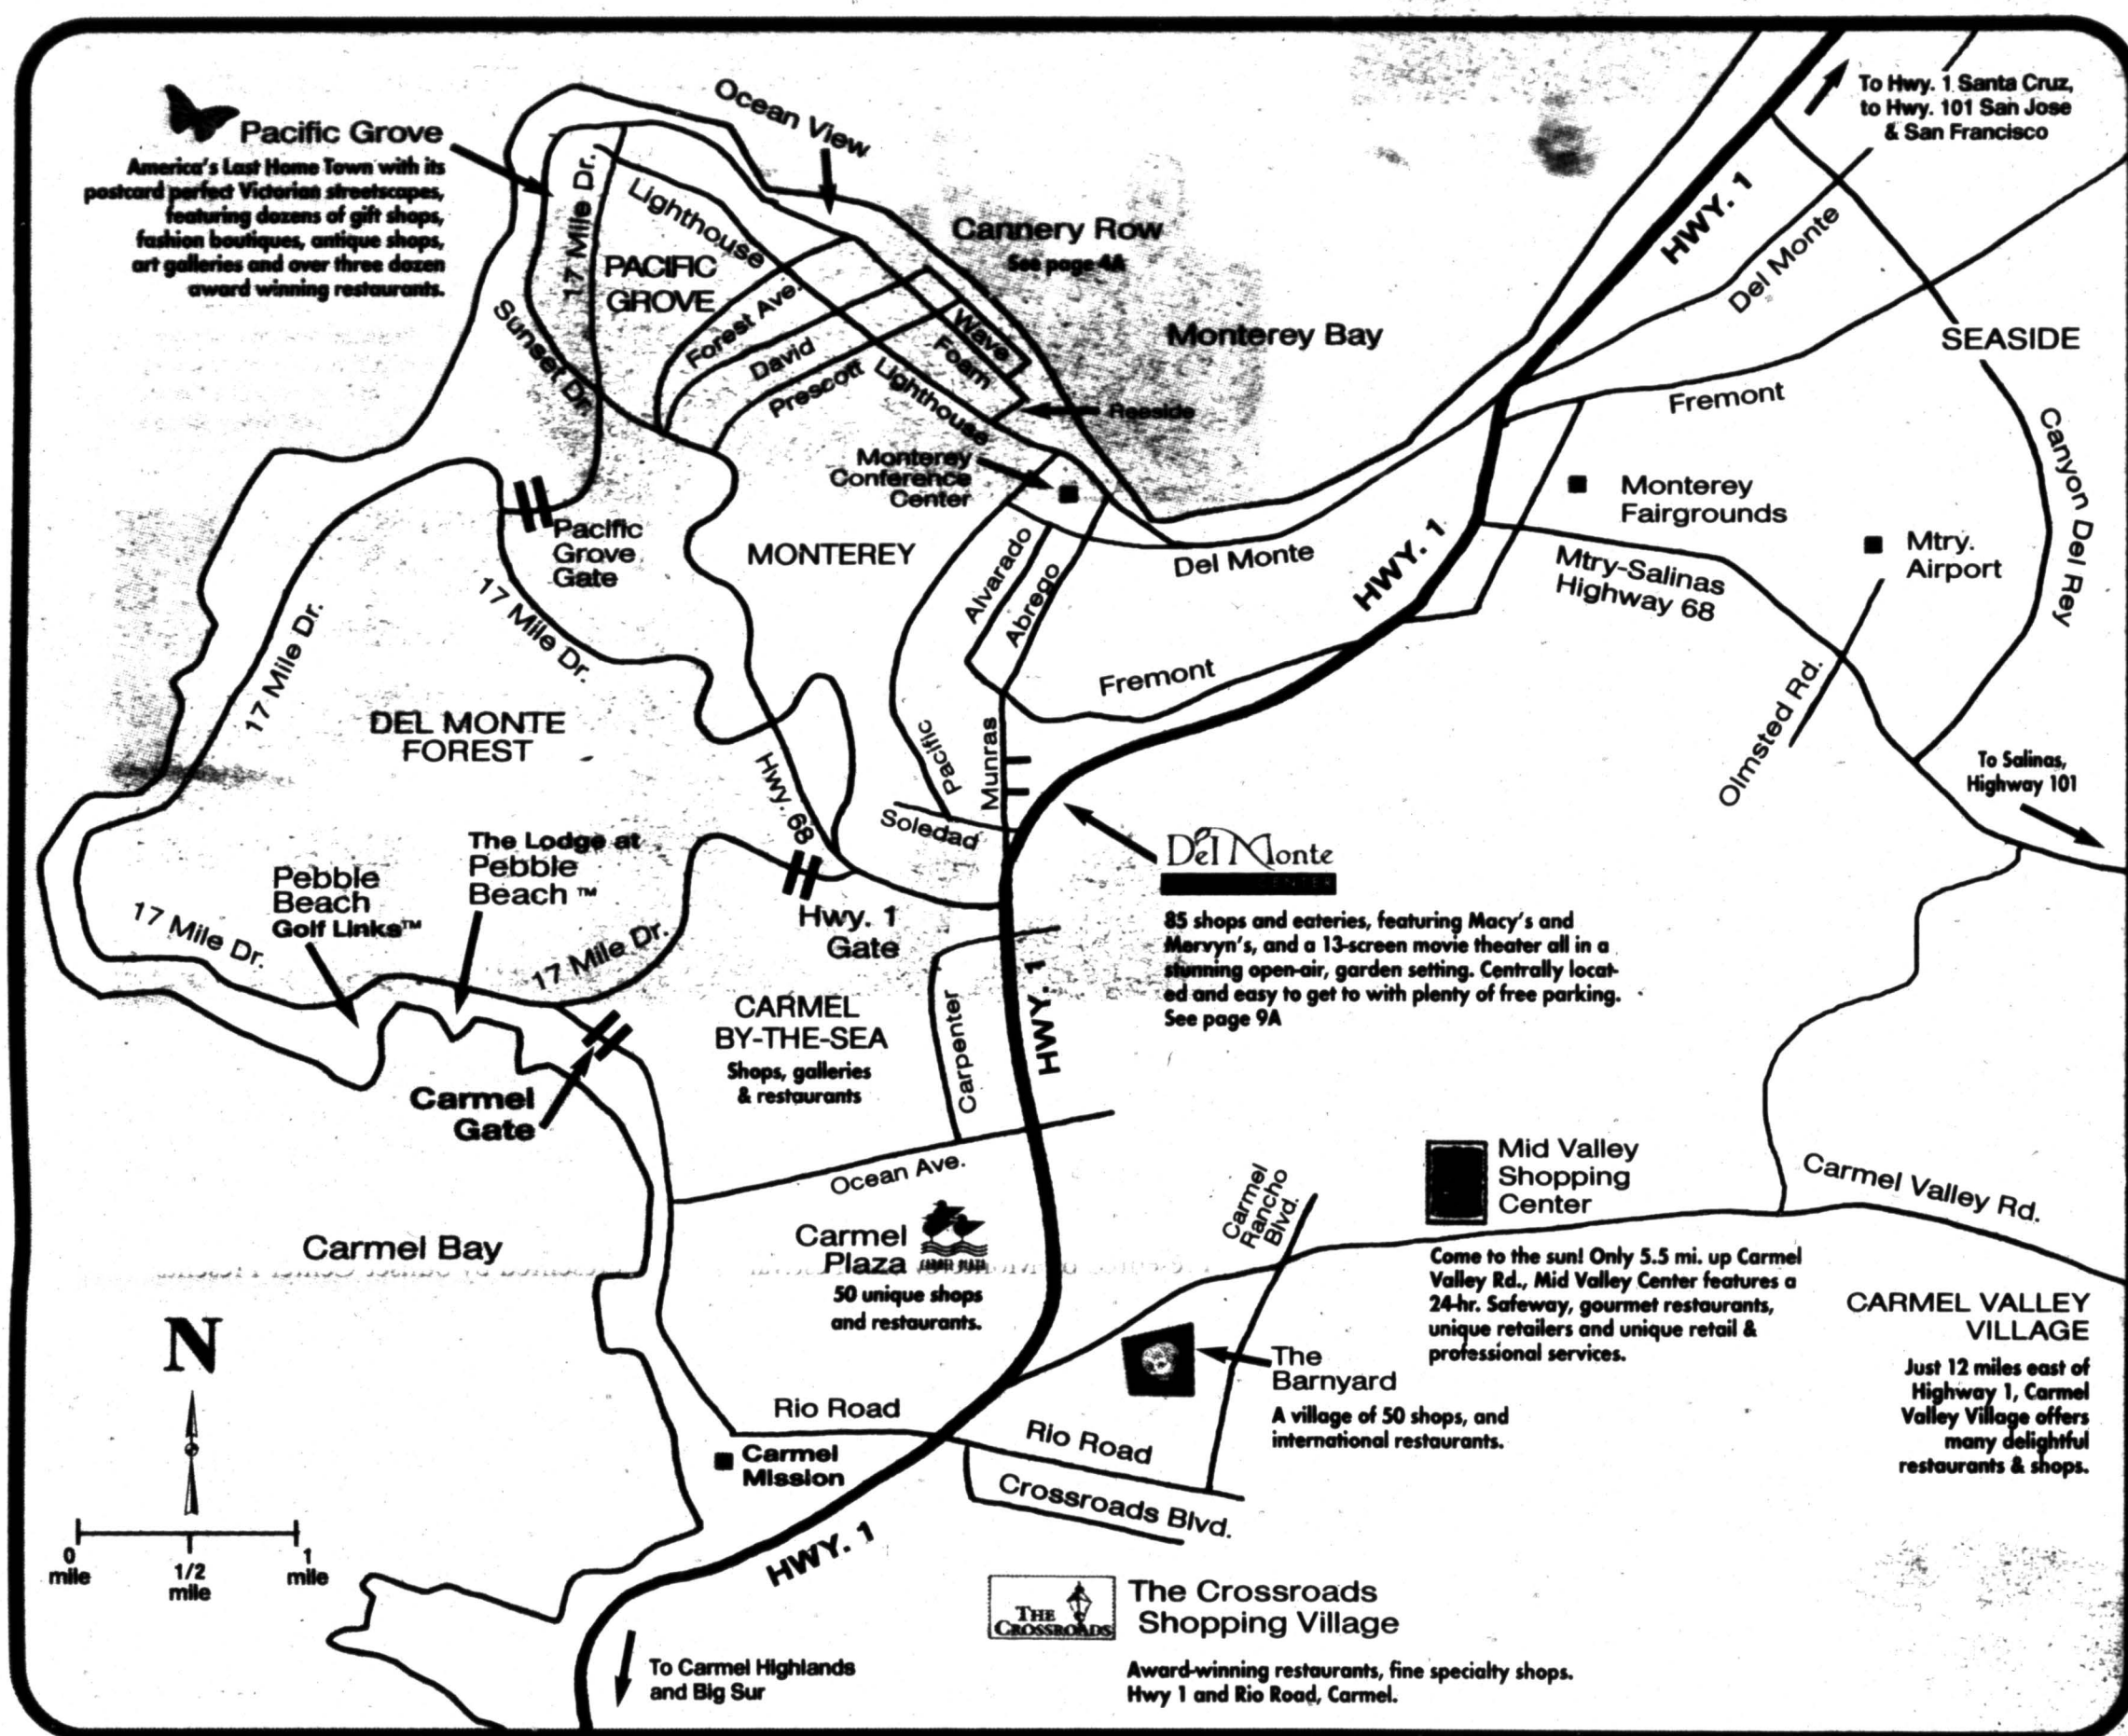 Pacific Grove
America's Last Home Town with its
postcard perfect Victorian streetscapes,
featuring dozens of gift shops,
fashion boutiques, antique shops,
art galleries and over three dozen
award winning restaurants.
Ocean View
To Hwy. 1 Santa Cruz,
to Hwy. 101 San Jose
& San Francisco
17 Mile Dr.
Lighthouse
PACIFIC
GROVE
Cannery Row
See page 4A
HWY. 1
Del Monte
Sunset Dr.
Forest Ave.
David
Prescott
Wave
Foam
Lighthouse
Reeside
Monterey Bay
SEASIDE
Fremont
Canyon Del Rey
Monterey
Conference
Center
Monterey
Fairgrounds
Mtry.
Airport
Pacific
Grove
Gate
MONTEREY
Alvarado
Abrego
Del Monte
HWY. 1
Mtry-Salinas
Highway 68
17 Mile Dr.
17 Mile Dr.
Fremont
Olmsted Rd.
DEL MONTE
FOREST
Hwy. 68
Pacific
Munras
Soledad
To Salinas,
Highway 101
The Lodge at
Pebble
Beach ™
Pebble
Beach
Golf Links™
Del Monte
17 Mile Dr.
17 Mile Dr.
Hwy. 1
Gate
85 shops and eateries, featuring Macy's and
Mervyn's, and a 13-screen movie theater all in a
stunning open-air, garden setting. Centrally locat-
ed and easy to get to with plenty of free parking.
See page 9A
CARMEL
BY-THE-SEA
Shops, galleries
& restaurants
Carpenter
HWY. 1
Carmel
Gate
Ocean Ave.
Carmel
Rancho
Blvd.
Mid Valley
Shopping
Center
Carmel Valley Rd.
Carmel Bay
Carmel
Plaza
CARMEL PLAZA
50 unique shops
and restaurants.
Come to the sun! Only 5.5 mi. up Carmel
Valley Rd., Mid Valley Center features a
24-hr. Safeway, gourmet restaurants,
unique retailers and unique retail &
professional services.
CARMEL VALLEY
VILLAGE
Just 12 miles east of
Highway 1, Carmel
Valley Village offers
many delightful
restaurants & shops.
N
The
Barnyard
A village of 50 shops, and
international restaurants.
Rio Road
Rio Road
Carmel
Mission
Crossroads Blvd.
HWY. 1
0
mile
1/2
mile
1
mile
THE
CROSSROADS
The Crossroads
Shopping Village
Award-winning restaurants, fine specialty shops.
Hwy 1 and Rio Road, Carmel.
To Carmel Highlands
and Big Sur